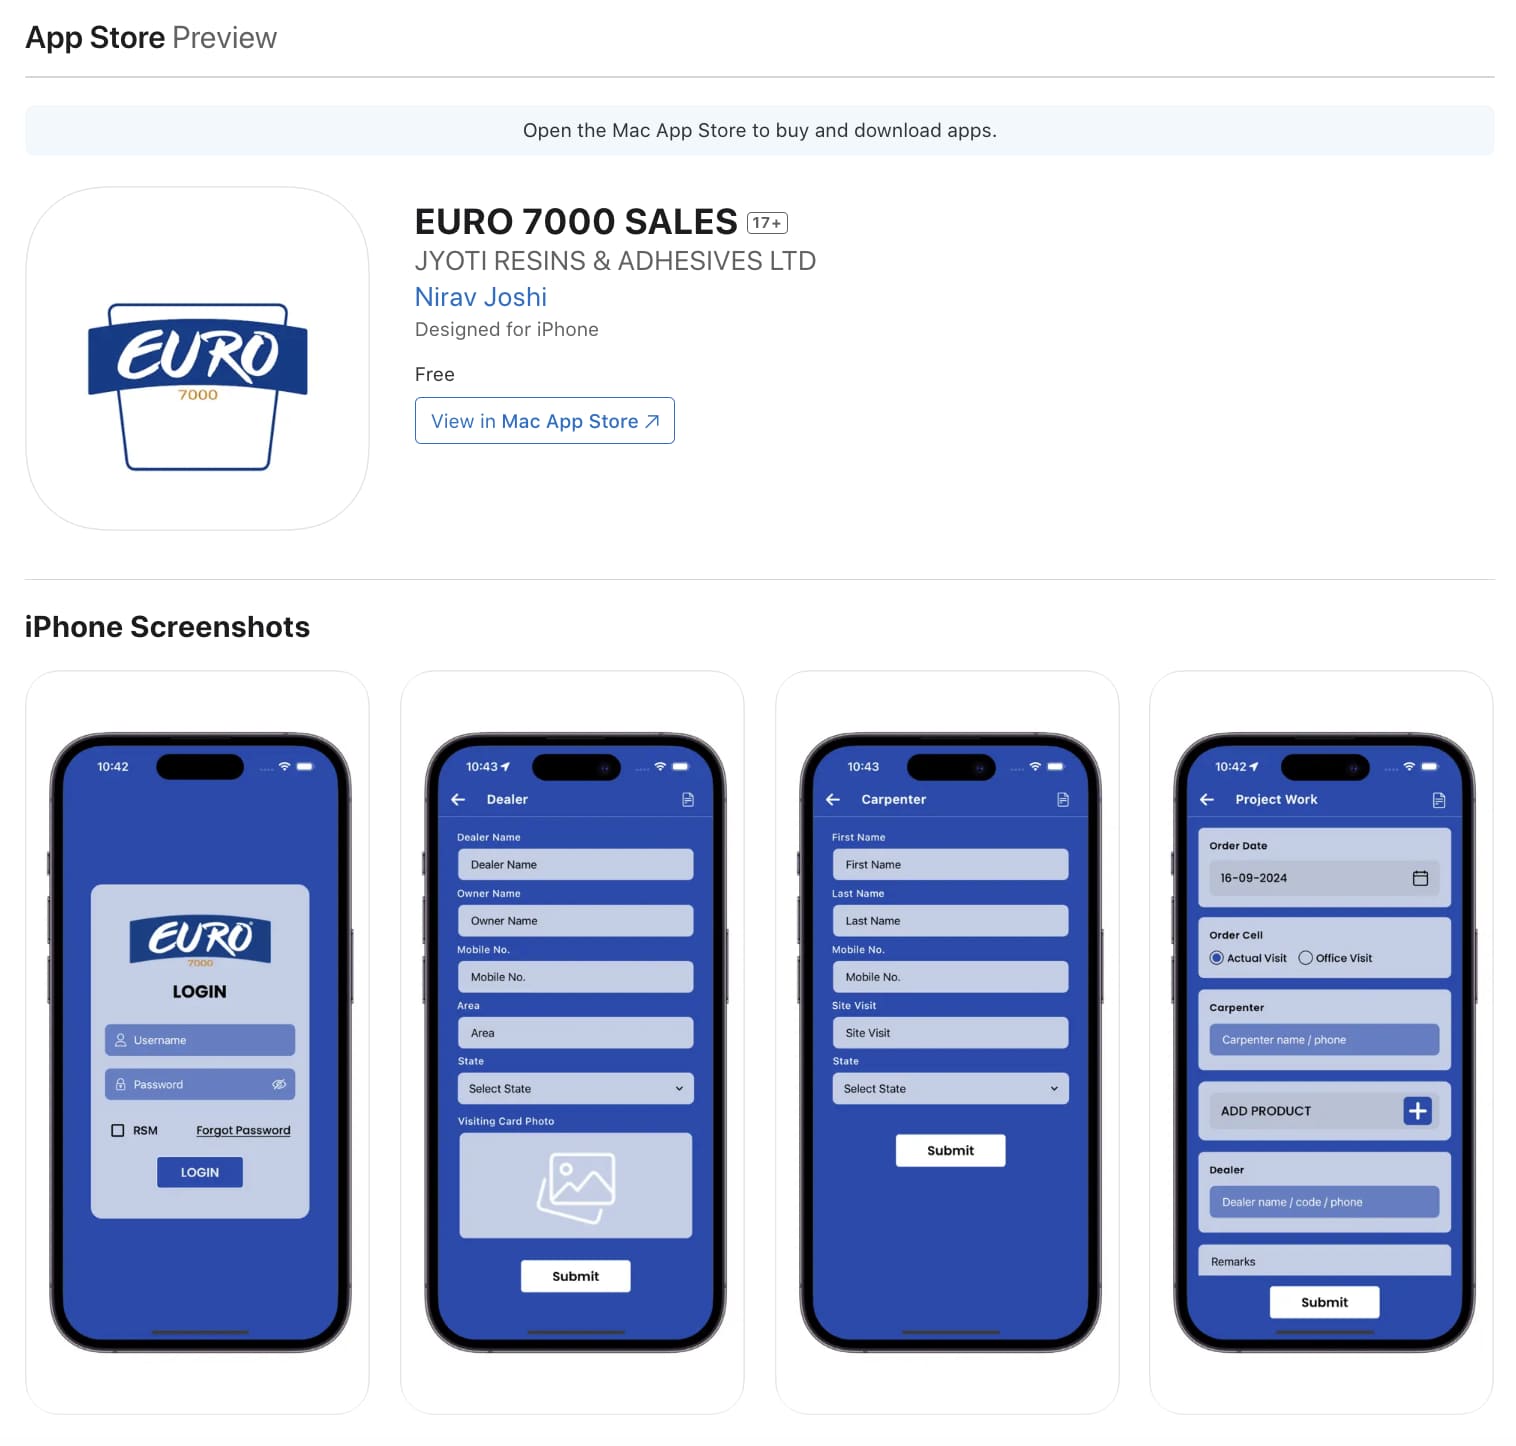 App Store Preview
Open the Mac App Store to buy and download apps.
EURO
7000
EURO 7000 SALES 17+
JYOTI RESINS & ADHESIVES LTD
Nirav Joshi
Designed for iPhone
Free
View in Mac App Store
iPhone Screenshots
10:42
EURO
7000
LOGIN
Username
Password
RSM Forgot Password
LOGIN
10:43
Dealer
Dealer Name
Dealer Name
Owner Name
Owner Name
Mobile No.
Mobile No.
Area
Area
State
Select State
Visiting Card Photo
Submit
10:43
Carpenter
First Name
First Name
Last Name
Last Name
Mobile No.
Mobile No.
Site Visit
Site Visit
State
Select State
Submit
10:42
Project Work
Order Date
16-09-2024
Order Cell
Actual Visit Office Visit
Carpenter
Carpenter name / phone
ADD PRODUCT
Dealer
Dealer name / code / phone
Remarks
Submit